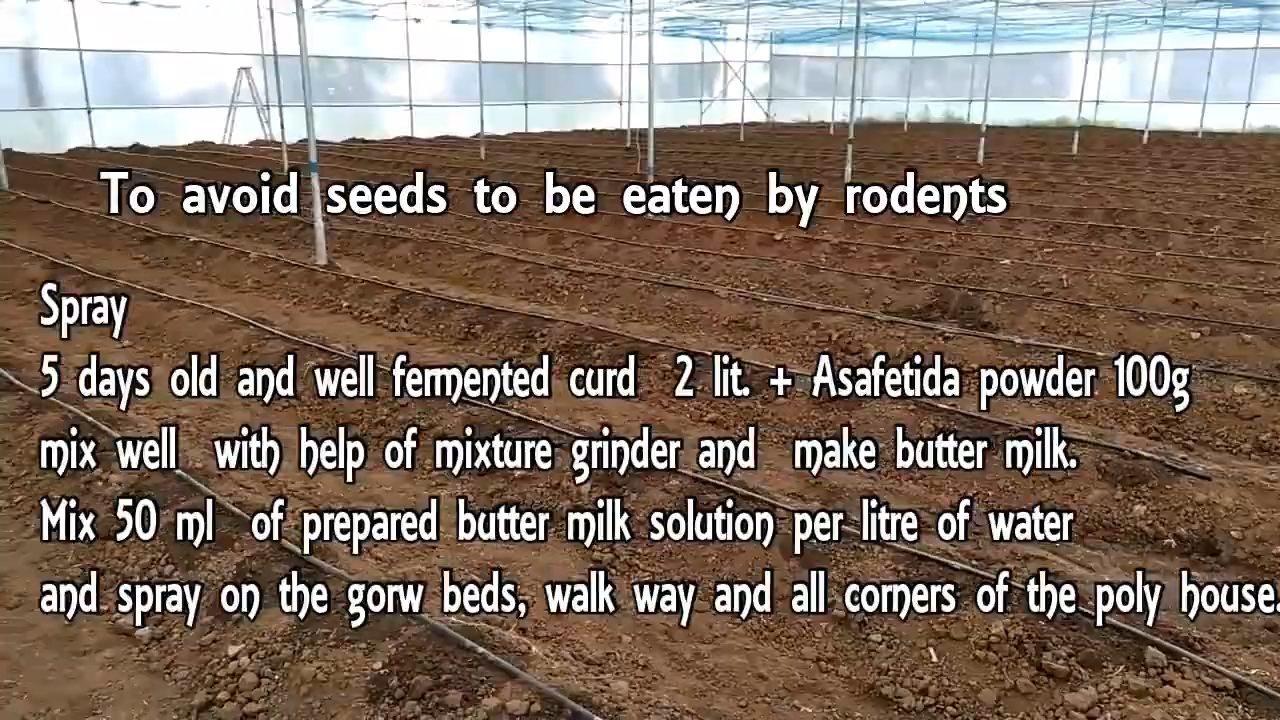 To avoid seeds to be eaten by rodents
Spray
5 days old and well fermented curd 2 lit. + Asafetida powder 100g
mix well with help of mixture grinder and make butter milk.
Mix 50 ml of prepared butter milk solution per litre of water
and spray on the gorw beds, walk way and all corners of the poly house.